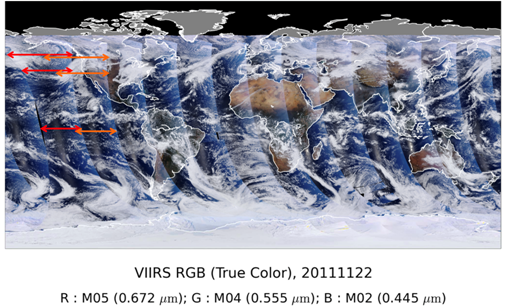 VIIRS RGB (True Color), 20111122
R : M05 (0.672 μm); G : M04 (0.555 μm); B : M02 (0.445 μm)